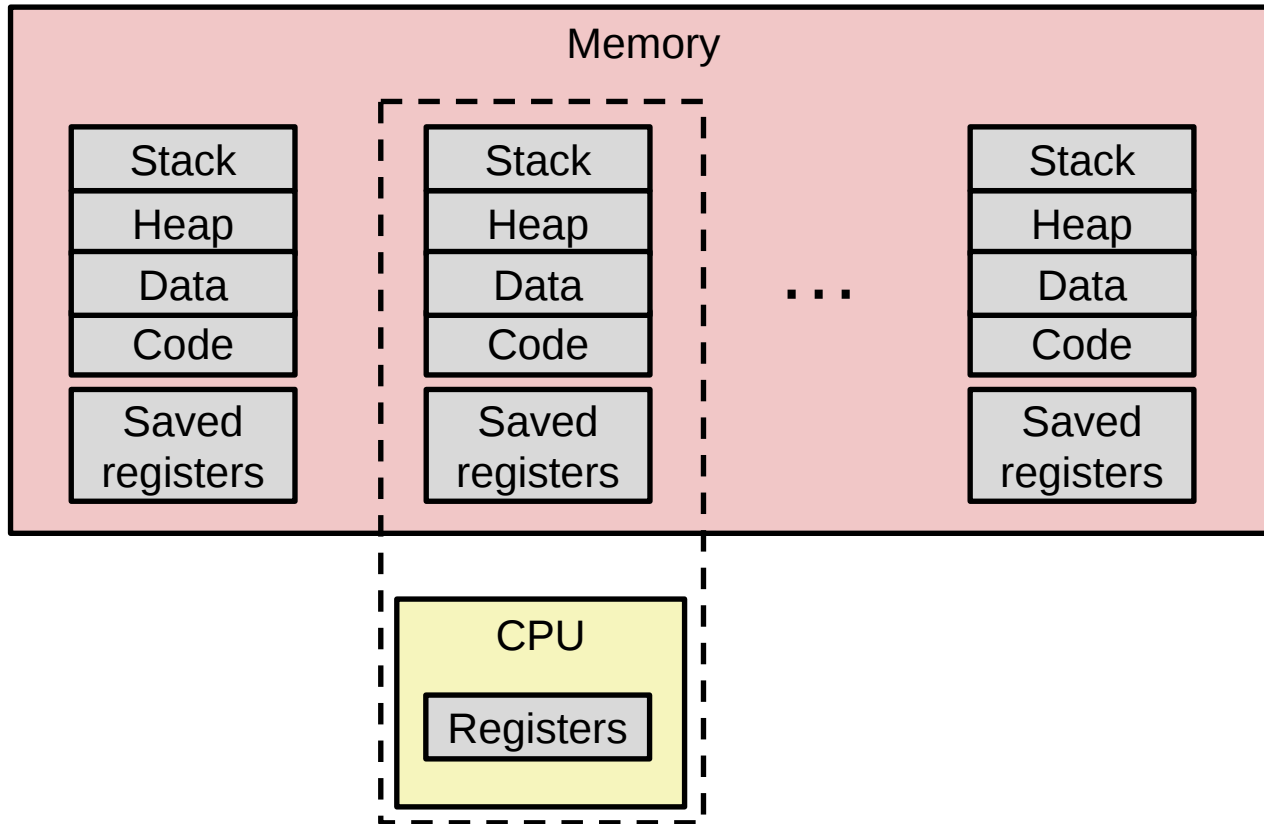 Memory
Stack
Heap
Data
Code
Saved
registers
Stack
Heap
Data
Code
Saved
registers
...
Stack
Heap
Data
Code
Saved
registers
CPU
Registers